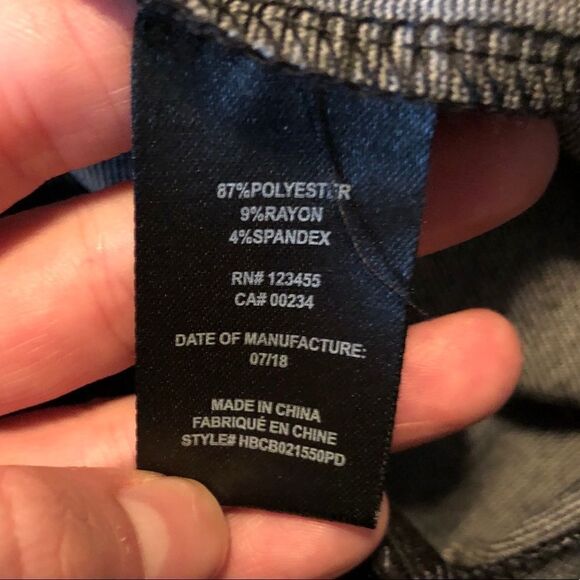 87%POLYESTER
9%RAYON
4%SPANDEX
RN# 123455
CA# 00234
DATE OF MANUFACTURE:
07/18
MADE IN CHINA
FABRIQUÉ EN CHINE
STYLE# HBCB021550PD